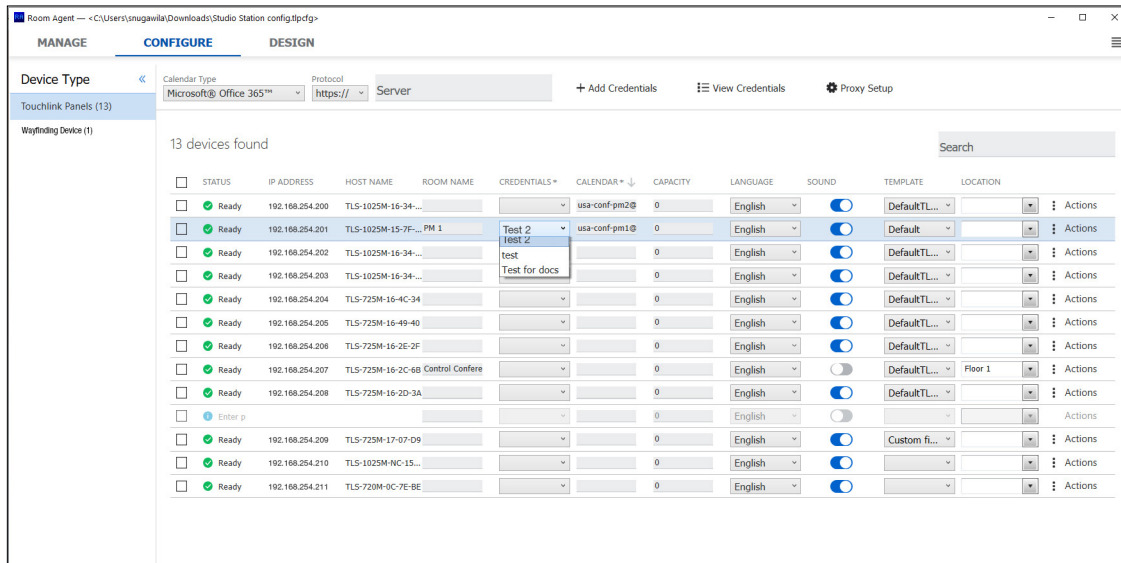 Room Agent — <C:\Users\snugawila\Downloads\Studio Station config.tlpcfg>
MANAGE CONFIGURE DESIGN
Device Type «
Touchlink Panels (13)
Wayfinding Device (1)
Calendar Type Protocol
Microsoft® Office 365™ https:// Server + Add Credentials View Credentials Proxy Setup
13 devices found
Search
STATUS IP ADDRESS HOST NAME ROOM NAME CREDENTIALS * CALENDAR * ↓ CAPACITY LANGUAGE SOUND TEMPLATE LOCATION
Ready 192.168.254.200 TLS-1025M-16-34-... usa-conf-pm2@ 0 English DefaultTL... Actions
Ready 192.168.254.201 TLS-1025M-15-7F-... PM 1 Test 2 usa-conf-pm1@ 0 English Default Actions
Test 2
test
Test for docs
Ready 192.168.254.202 TLS-1025M-16-34-... 0 English DefaultTL... Actions
Ready 192.168.254.203 TLS-1025M-16-34-... 0 English DefaultTL... Actions
Ready 192.168.254.204 TLS-725M-16-4C-34 0 English DefaultTL... Actions
Ready 192.168.254.205 TLS-725M-16-49-40 0 English DefaultTL... Actions
Ready 192.168.254.206 TLS-725M-16-2E-2F 0 English DefaultTL... Actions
Ready 192.168.254.207 TLS-725M-16-2C-6B Control Confere 0 English DefaultTL... Floor 1 Actions
Ready 192.168.254.208 TLS-725M-16-2D-3A 0 English DefaultTL... Actions
Enter p 0 English Actions
Ready 192.168.254.209 TLS-725M-17-07-D9 0 English Custom fi... Actions
Ready 192.168.254.210 TLS-1025M-NC-15... 0 English Actions
Ready 192.168.254.211 TLS-720M-0C-7E-BE 0 English Actions